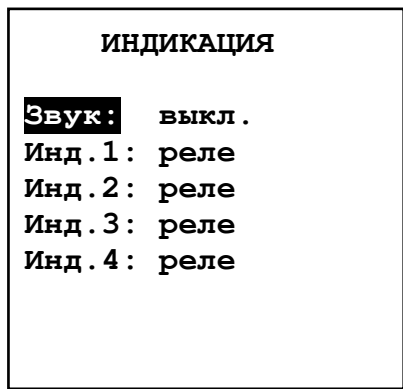 ИНДИКАЦИЯ
Звук: выкл.
Инд.1: реле
Инд.2: реле
Инд.3: реле
Инд.4: реле